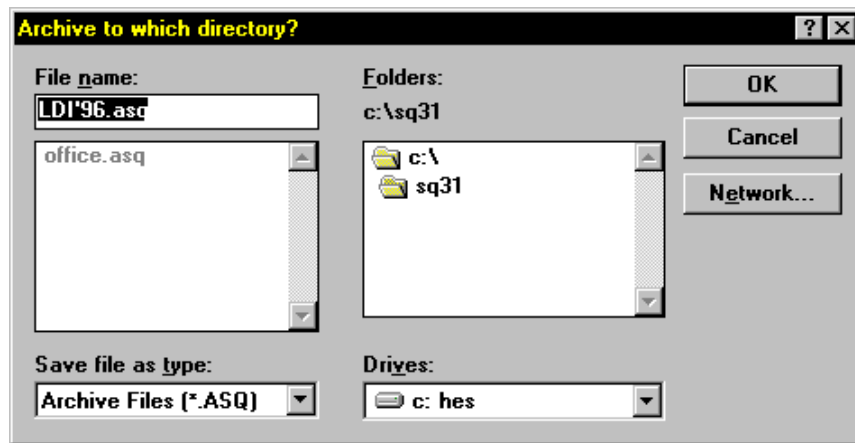 Archive to which directory?
File name:
LDI'96.asq
office.asq
Save file as type:
Archive Files (*.ASQ)
Folders:
c:\sq31
c:\
sq31
Drives:
c: hes
OK
Cancel
Network...